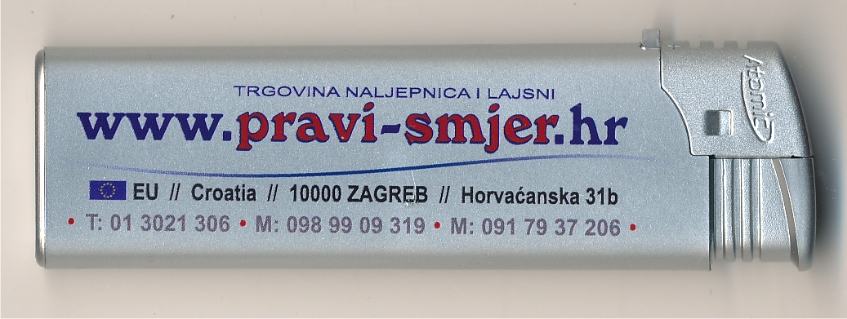 TRGOVINA NALJEPNICA I LAJSNI
www.pravi-smjer.hr
EU // Croatia // 10000 ZAGREB // Horvaćanska 31b
• T: 01 3021 306 • M: 098 99 09 319 • M: 091 79 37 206 •
Atomic